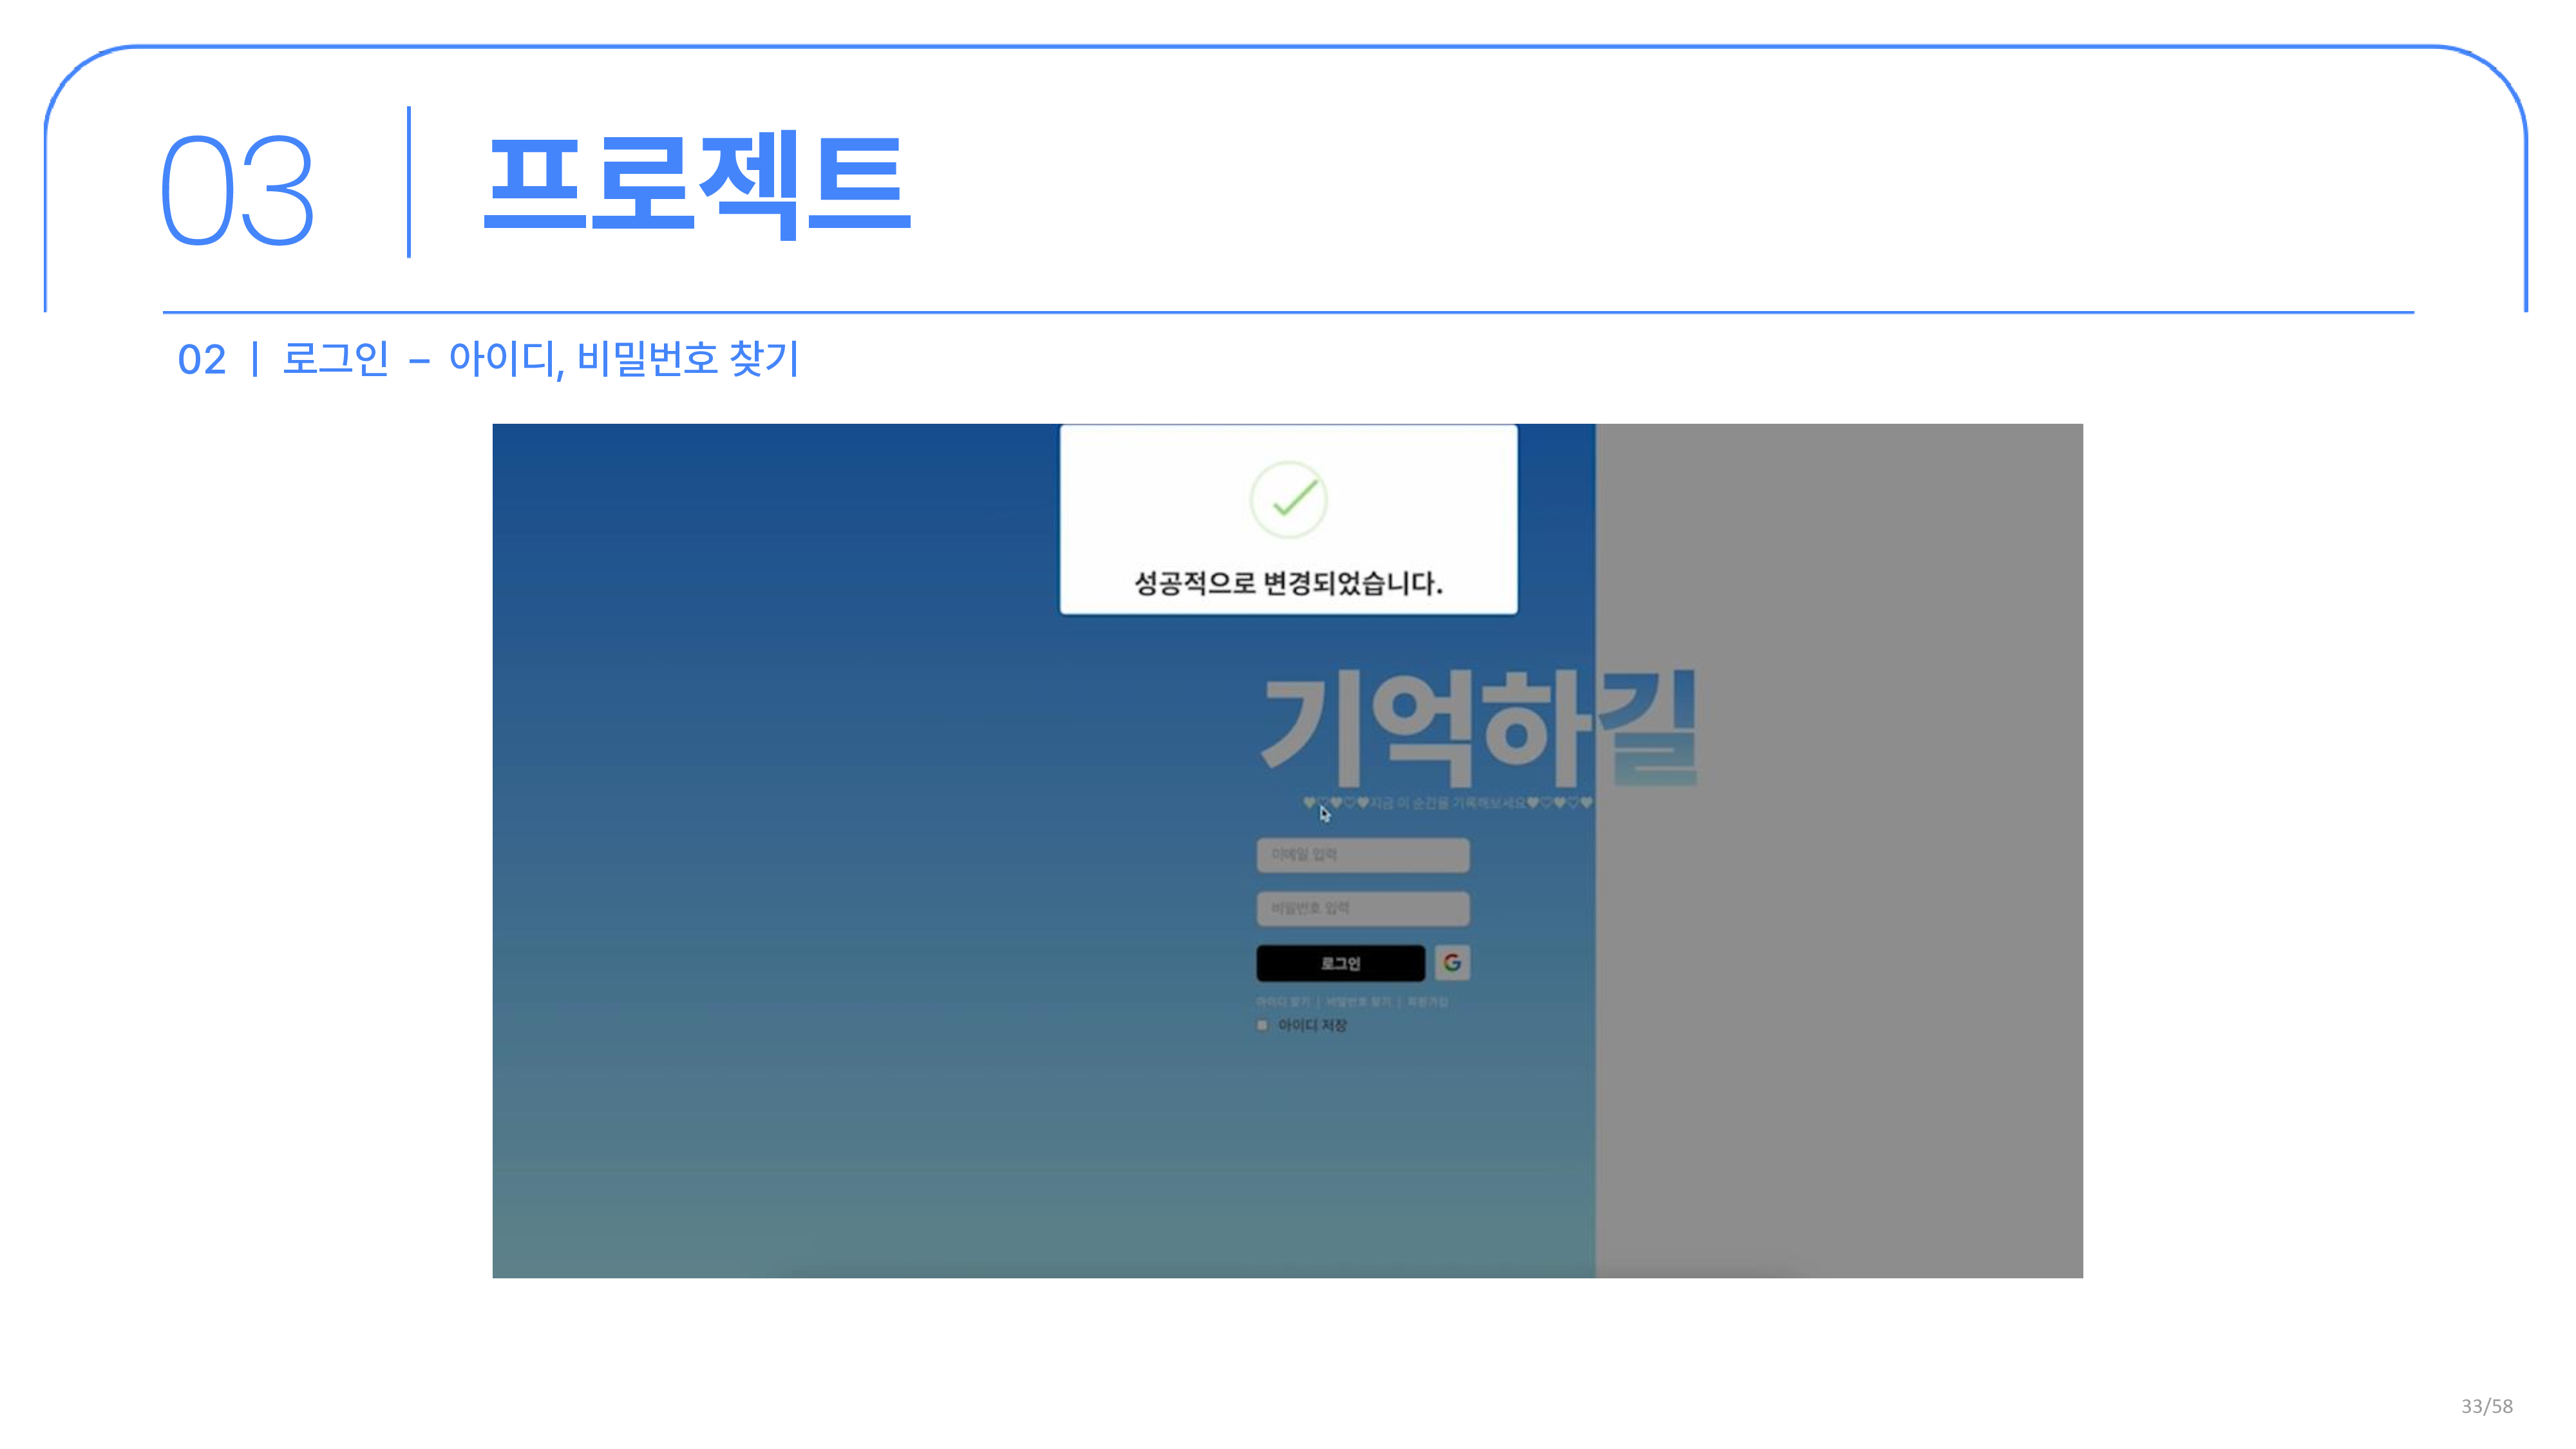 03 | 프로젝트
02 | 로그인 – 아이디, 비밀번호 찾기
성공적으로 변경되었습니다.
기억하길
♥♡♥♡♥지금 이 순간을 기록해보세요♥♡♥♡♥
이메일 입력
비밀번호 입력
로그인 G
아이디 찾기 | 비밀번호 찾기 | 회원가입
아이디 저장
33/58